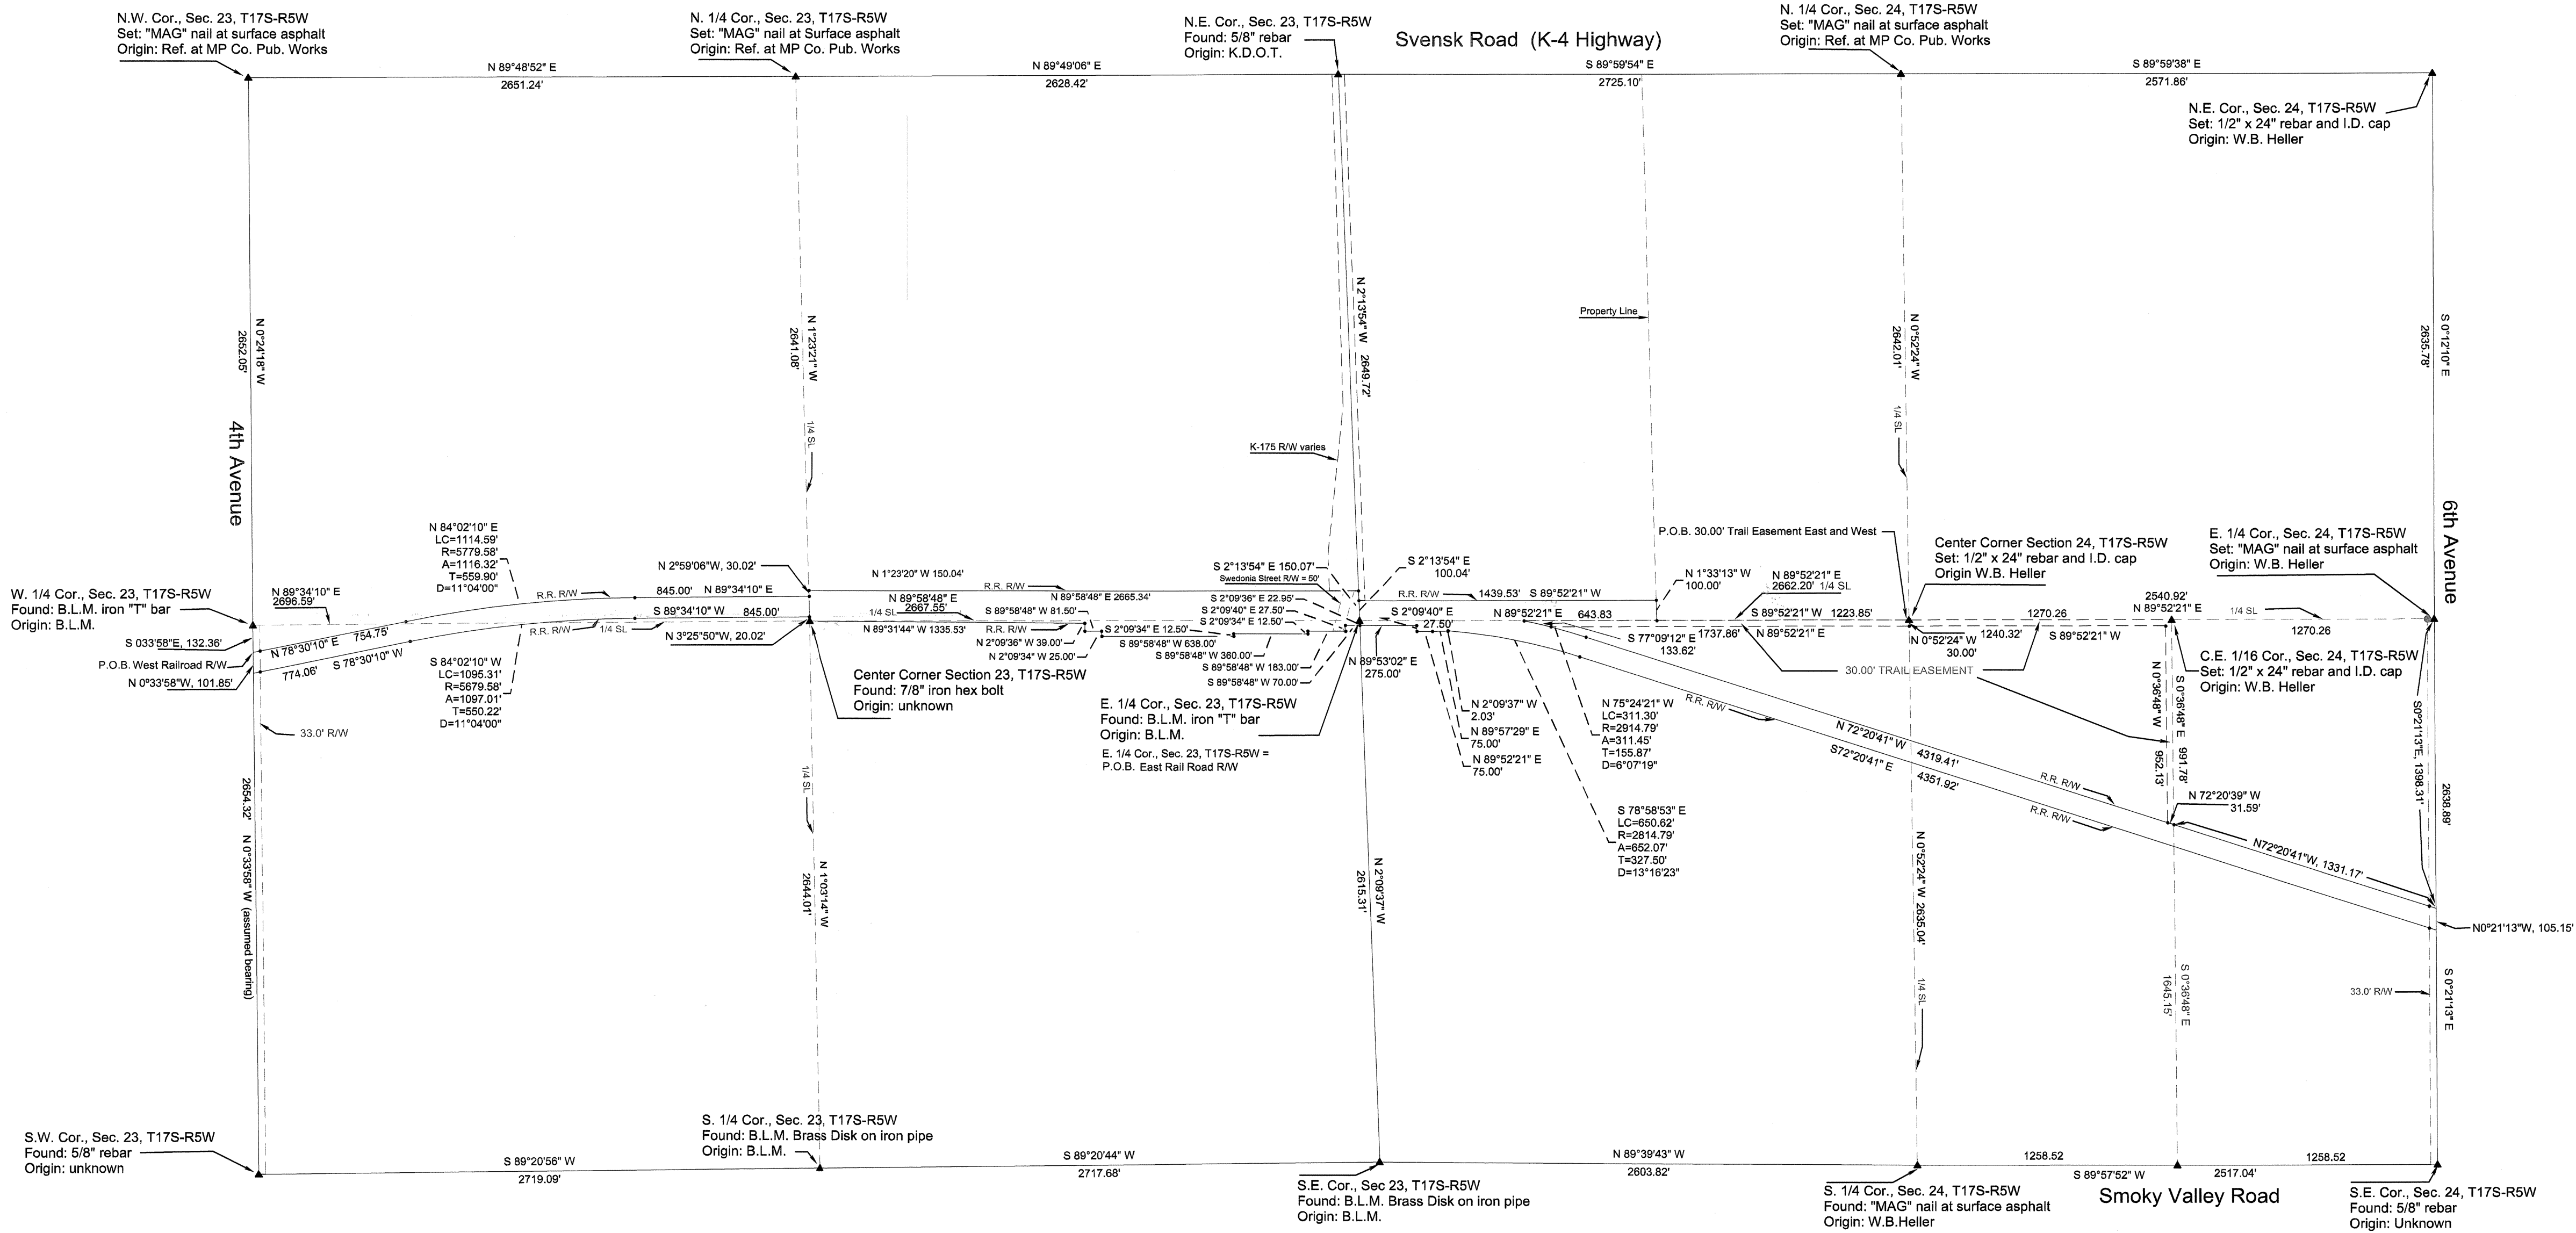 N.W. Cor., Sec. 23, T17S-R5W
Set: "MAG" nail at surface asphalt
Origin: Ref. at MP Co. Pub. Works
N. 1/4 Cor., Sec. 23, T17S-R5W
Set: "MAG" nail at Surface asphalt
Origin: Ref. at MP Co. Pub. Works
N.E. Cor., Sec. 23, T17S-R5W
Found: 5/8" rebar
Origin: K.D.O.T.
Svensk Road (K-4 Highway)
N. 1/4 Cor., Sec. 24, T17S-R5W
Set: "MAG" nail at surface asphalt
Origin: Ref. at MP Co. Pub. Works
N 89°48'52" E
2651.24'
N 89°49'06" E
2628.42'
S 89°59'54" E
2725.10'
S 89°59'38" E
2571.86'
N.E. Cor., Sec. 24, T17S-R5W
Set: 1/2" x 24" rebar and I.D. cap
Origin: W.B. Heller
N 0°24'18" W
2652.05'
N 1°23'21" W
2641.08'
N 2°13'54" W 2649.72'
Property Line
N 0°52'24" W
2642.01'
S 0°12'10" E
2635.78'
4th Avenue
1/4 SL
K-175 R/W varies
1/4 SL
6th Avenue
N 84°02'10" E
LC=1114.59'
R=5779.58'
A=1116.32'
T=559.90'
D=11°04'00"
N 2°59'06"W, 30.02'
N 1°23'20" W 150.04'
S 2°13'54" E 150.07'
Swedonia Street R/W = 50'
S 2°13'54" E
100.04'
P.O.B. 30.00' Trail Easement East and West
Center Corner Section 24, T17S-R5W
Set: 1/2" x 24" rebar and I.D. cap
Origin W.B. Heller
E. 1/4 Cor., Sec. 24, T17S-R5W
Set: "MAG" nail at surface asphalt
Origin: W.B. Heller
W. 1/4 Cor., Sec. 23, T17S-R5W
Found: B.L.M. iron "T" bar
Origin: B.L.M.
N 89°34'10" E
2696.59'
R.R. R/W
845.00' N 89°34'10" E
R.R. R/W
N 89°58'48" E 2665.34'
N 89°58'48" E
2667.55'
1/4 SL
S 89°58'48" W 81.50'
S 2°09'36" E 22.95'
S 2°09'40" E 27.50'
S 2°09'34" E 12.50'
R.R. R/W
1439.53' S 89°52'21" W
N 1°33'13" W
100.00'
N 89°52'21" E
2662.20' 1/4 SL
2540.92'
N 89°52'21" E
1/4 SL
S 033'58"E, 132.36'
P.O.B. West Railroad R/W
N 0°33'58"W, 101.85'
N 78°30'10" E 754.75'
774.06' S 78°30'10" W
S 89°34'10" W 845.00'
R.R. R/W
1/4 SL
N 3°25'50"W, 20.02'
N 89°31'44" W 1335.53'
R.R. R/W
S 2°09'34" E 12.50'
N 2°09'36" W 39.00'
S 89°58'48" W 638.00'
N 2°09'34" W 25.00'
S 89°58'48" W 360.00'
S 89°58'48" W 183.00'
S 89°58'48" W 70.00'
S 2°09'40" E
27.50'
N 89°53'02" E
275.00'
N 89°52'21" E 643.83
S 89°52'21" W 1223.85'
1737.86' N 89°52'21" E
S 77°09'12" E
133.62'
N 0°52'24" W
30.00'
1270.26
1240.32' S 89°52'21" W
1270.26
30.00' TRAIL EASEMENT
C.E. 1/16 Cor., Sec. 24, T17S-R5W
Set: 1/2" x 24" rebar and I.D. cap
Origin: W.B. Heller
S 84°02'10" W
LC=1095.31'
R=5679.58'
A=1097.01'
T=550.22'
D=11°04'00"
33.0' R/W
Center Corner Section 23, T17S-R5W
Found: 7/8" iron hex bolt
Origin: unknown
E. 1/4 Cor., Sec. 23, T17S-R5W
Found: B.L.M. iron "T" bar
Origin: B.L.M.
E. 1/4 Cor., Sec. 23, T17S-R5W =
P.O.B. East Rail Road R/W
N 2°09'37" W
2.03'
N 89°57'29" E
75.00'
N 89°52'21" E
75.00'
N 75°24'21" W
LC=311.30'
R=2914.79'
A=311.45'
T=155.87'
D=6°07'19"
R.R. R/W
N 72°20'41" W 4319.41'
S72°20'41" E 4351.92'
R.R. R/W
R.R. R/W
N 0°36'48" W 952.13'
S 0°36'48" E 991.78'
N 72°20'39" W
31.59'
S0°21'13"E, 1398.31'
2638.89'
N72°20'41"W, 1331.17'
N0°21'13"W, 105.15'
S 78°58'53" E
LC=650.62'
R=2814.79'
A=652.07'
T=327.50'
D=13°16'23"
2654.32' N 0°33'58" W (assumed bearing)
1/4 SL
N 1°03'14" W
2644.01'
N 2°09'37" W
2615.31'
N 0°52'24" W 2635.04'
1/4 SL
S 0°36'48" E
1645.15'
33.0' R/W
S 0°21'13" E
S.W. Cor., Sec. 23, T17S-R5W
Found: 5/8" rebar
Origin: unknown
S. 1/4 Cor., Sec. 23, T17S-R5W
Found: B.L.M. Brass Disk on iron pipe
Origin: B.L.M.
S 89°20'56" W
2719.09'
S 89°20'44" W
2717.68'
N 89°39'43" W
2603.82'
1258.52
S 89°57'52" W
2517.04'
1258.52
S.E. Cor., Sec 23, T17S-R5W
Found: B.L.M. Brass Disk on iron pipe
Origin: B.L.M.
S. 1/4 Cor., Sec. 24, T17S-R5W
Found: "MAG" nail at surface asphalt
Origin: W.B.Heller
Smoky Valley Road
S.E. Cor., Sec. 24, T17S-R5W
Found: 5/8" rebar
Origin: Unknown